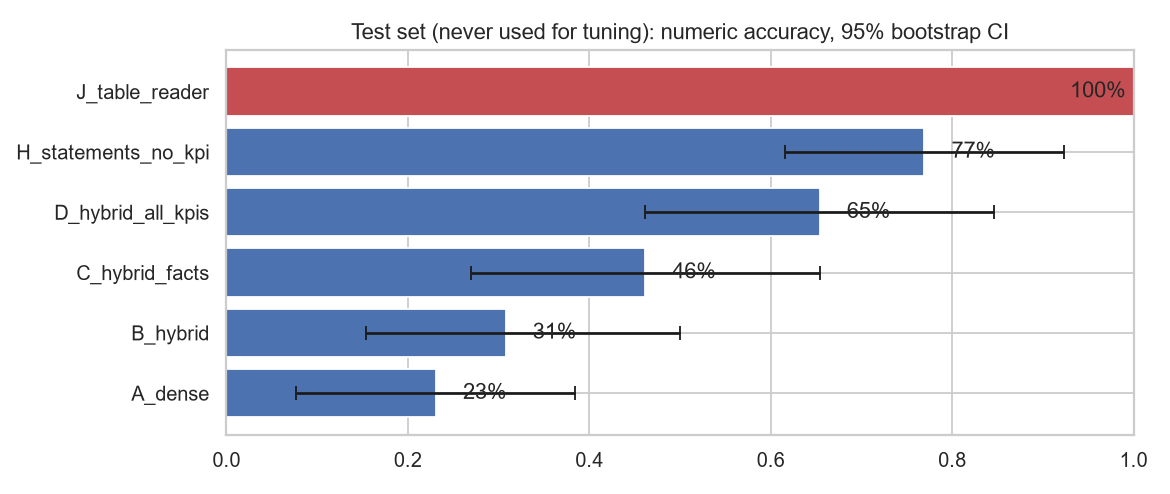 Test set (never used for tuning): numeric accuracy, 95% bootstrap CI
J_table_reader 100%
H_statements_no_kpi 77%
D_hybrid_all_kpis 65%
C_hybrid_facts 46%
B_hybrid 31%
A_dense 23%
0.0 0.2 0.4 0.6 0.8 1.0